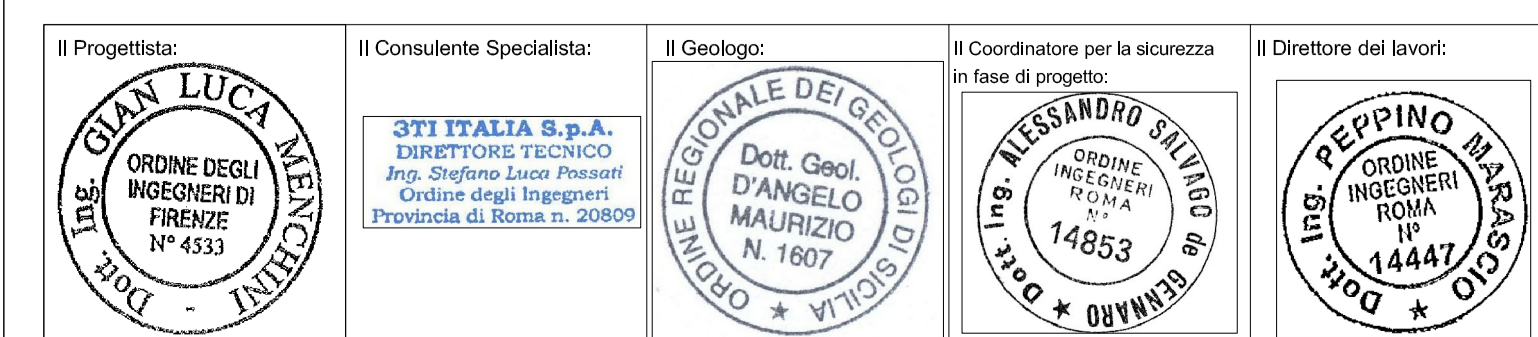 Il Progettista:
Dott. Ing. GIAN LUCA MENCHINI -
ORDINE DEGLI
INGEGNERI DI
FIRENZE
N° 4533
Il Consulente Specialista:
3TI ITALIA S.p.A.
DIRETTORE TECNICO
Ing. Stefano Luca Possati
Ordine degli Ingegneri
Provincia di Roma n. 20809
Il Geologo:
ORDINE REGIONALE DEI GEOLOGI DI SICILIA ★
Dott. Geol.
D'ANGELO
MAURIZIO
N. 1607
Il Coordinatore per la sicurezza
in fase di progetto:
Dott. Ing. ALESSANDRO SALVAGO de GENNARO ★
ORDINE
INGEGNERI
ROMA
N°
14853
Il Direttore dei lavori:
Dott. Ing. PEPPINO MARASCIO ★
ORDINE
INGEGNERI
ROMA
N°
14447